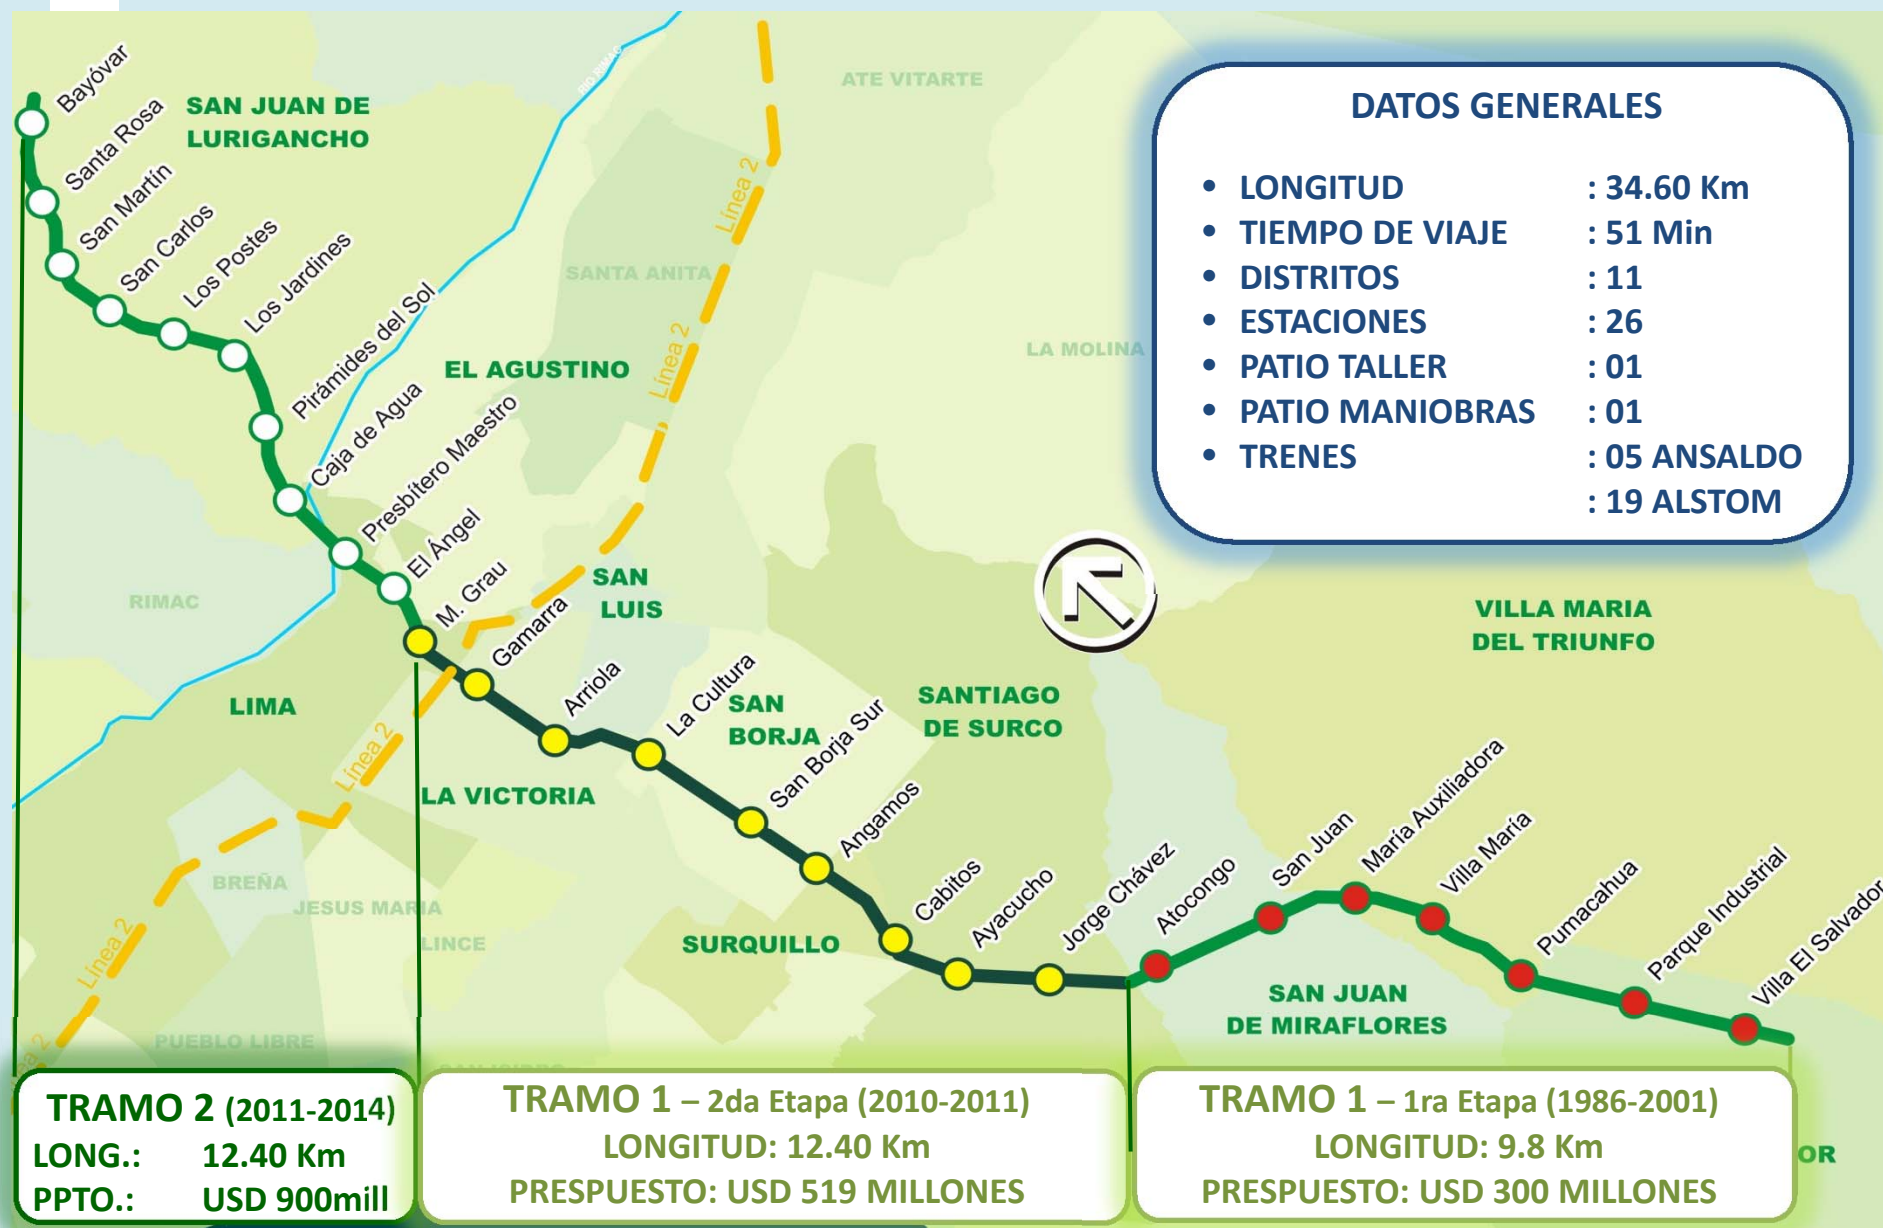 Bayóvar
Santa Rosa
San Martín
San Carlos
Los Postes
Los Jardines
Pirámides del Sol
Caja de Agua
Presbítero Maestro
El Ángel
M. Grau
Gamarra
Arriola
La Cultura
San Borja Sur
Angamos
Cabitos
Ayacucho
Jorge Chávez
Atocongo
San Juan
María Auxiliadora
Villa María
Pumacahua
Parque Industrial
Villa El Salvador
SAN JUAN DE
LURIGANCHO
RIO RIMAC
ATE VITARTE
SANTA ANITA
LA MOLINA
EL AGUSTINO
RIMAC
SAN
LUIS
LIMA
SAN
BORJA
SANTIAGO
DE SURCO
VILLA MARIA
DEL TRIUNFO
LA VICTORIA
BREÑA
JESUS MARIA
LINCE
SURQUILLO
PUEBLO LIBRE
SAN JUAN
DE MIRAFLORES
OR
Línea 2
Línea 2
Línea 2
Línea 2
DATOS GENERALES
• LONGITUD : 34.60 Km
• TIEMPO DE VIAJE : 51 Min
• DISTRITOS : 11
• ESTACIONES : 26
• PATIO TALLER : 01
• PATIO MANIOBRAS : 01
• TRENES : 05 ANSALDO
: 19 ALSTOM
TRAMO 2 (2011-2014)
LONG.: 12.40 Km
PPTO.: USD 900mill
TRAMO 1 – 2da Etapa (2010-2011)
LONGITUD: 12.40 Km
PRESPUESTO: USD 519 MILLONES
TRAMO 1 – 1ra Etapa (1986-2001)
LONGITUD: 9.8 Km
PRESPUESTO: USD 300 MILLONES